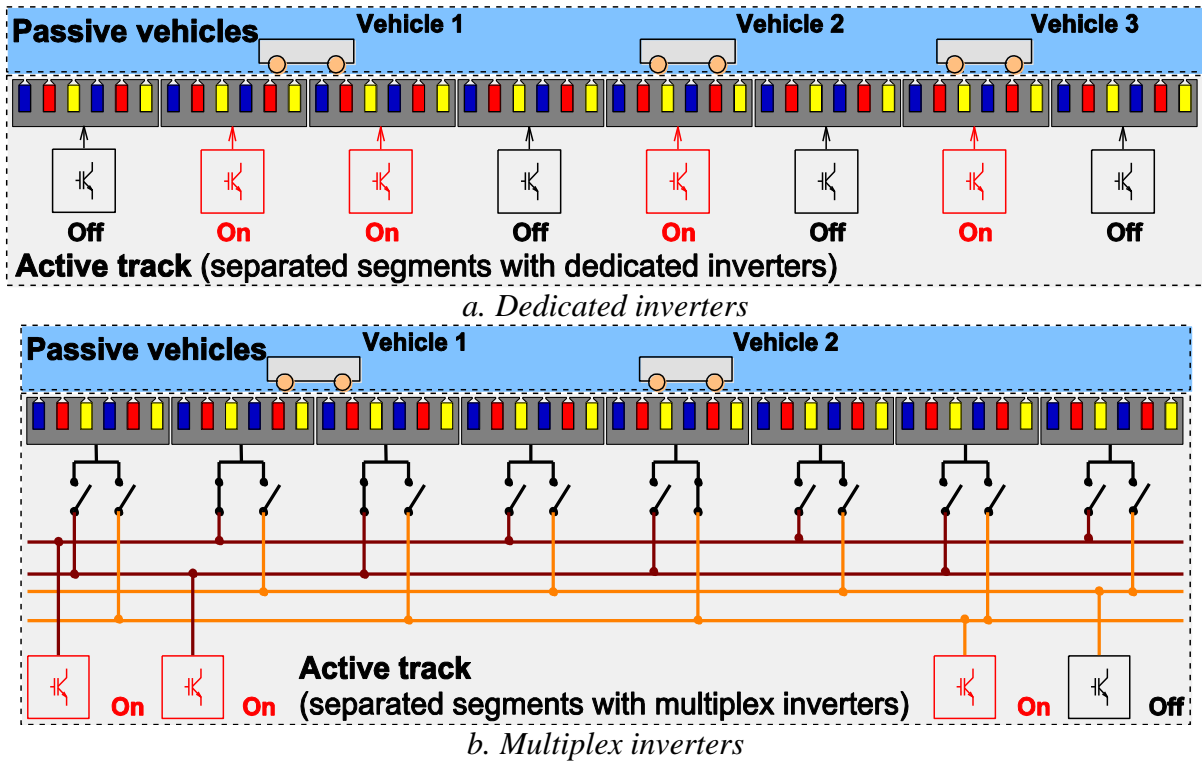 Passive vehicles
Vehicle 1
Vehicle 2
Vehicle 3
Off
On
On
Off
On
Off
On
Off
Active track (separated segments with dedicated inverters)
a. Dedicated inverters
Passive vehicles
Vehicle 1
Vehicle 2
On
On
Active track
(separated segments with multiplex inverters)
On
Off
b. Multiplex inverters